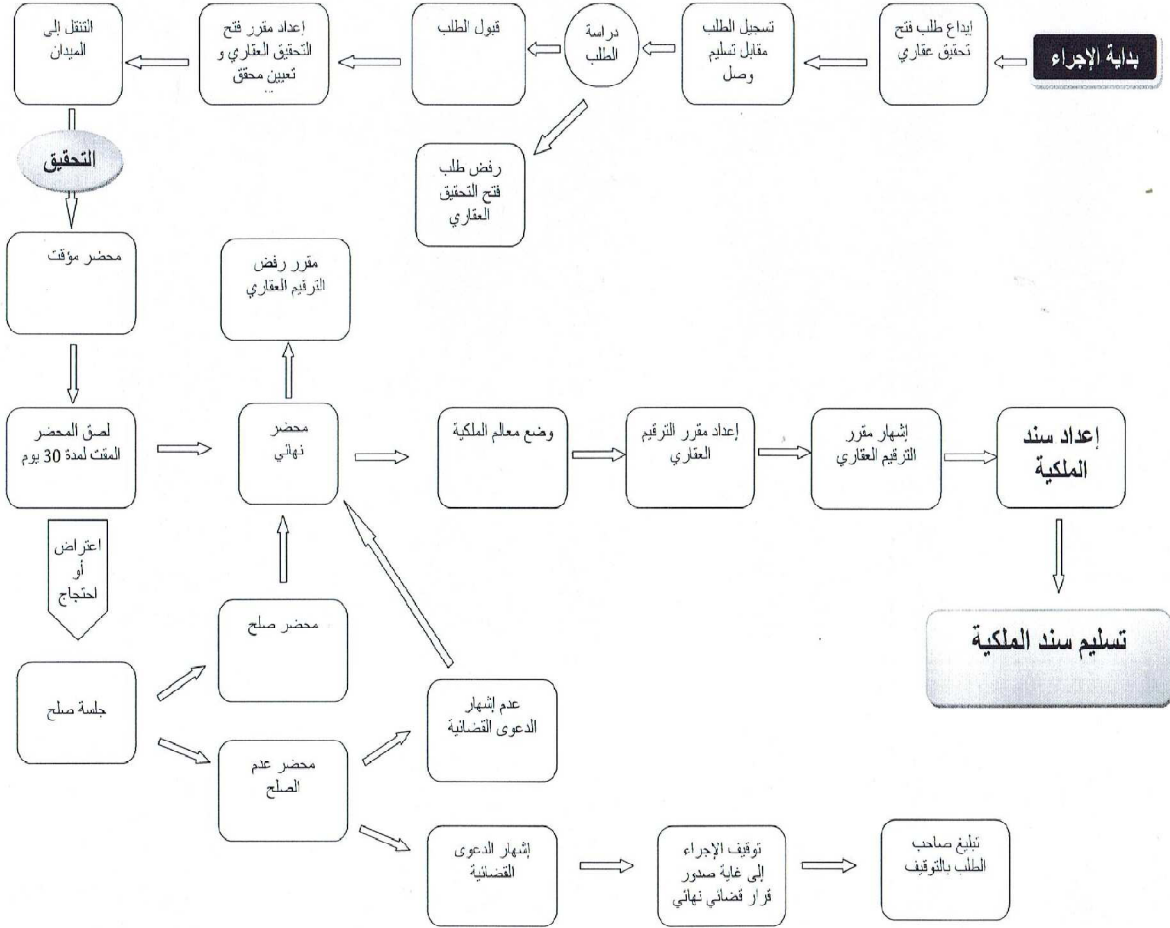 بداية الإجراء
إيداع طلب فتح
تحقيق عقاري
تسجيل الطلب
مقابل تسليم
وصل
دراسة
الطلب
قبول الطلب
إعداد مقرر فتح
التحقيق العقاري و
تعيين محقق
التنقل إلى
الميدان
رفض طلب
فتح التحقيق
العقاري
التحقيق
محضر مؤقت
مقرر رفض
الترقيم العقاري
لصق المحضر
المقت لمدة 30 يوم
محضر
نهائي
وضع معالم الملكية
إعداد مقرر الترقيم
العقاري
إشهار مقرر
الترقيم العقاري
إعداد سند
الملكية
اعتراض
أو
احتجاج
محضر صلح
تسليم سند الملكية
جلسة صلح
عدم إشهار
الدعوى القضائية
محضر عدم
الصلح
إشهار الدعوى
القضائية
توقيف الإجراء
إلى غاية صدور
قرار قضائي نهائي
تبليغ صاحب
الطلب بالتوقيف